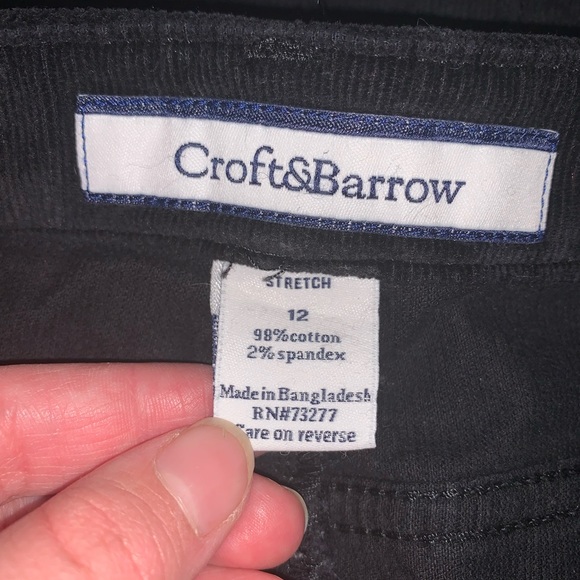 Croft&Barrow
STRETCH
12
98%cotton
2% spandex
Made in Bangladesh
RN#73277
Care on reverse